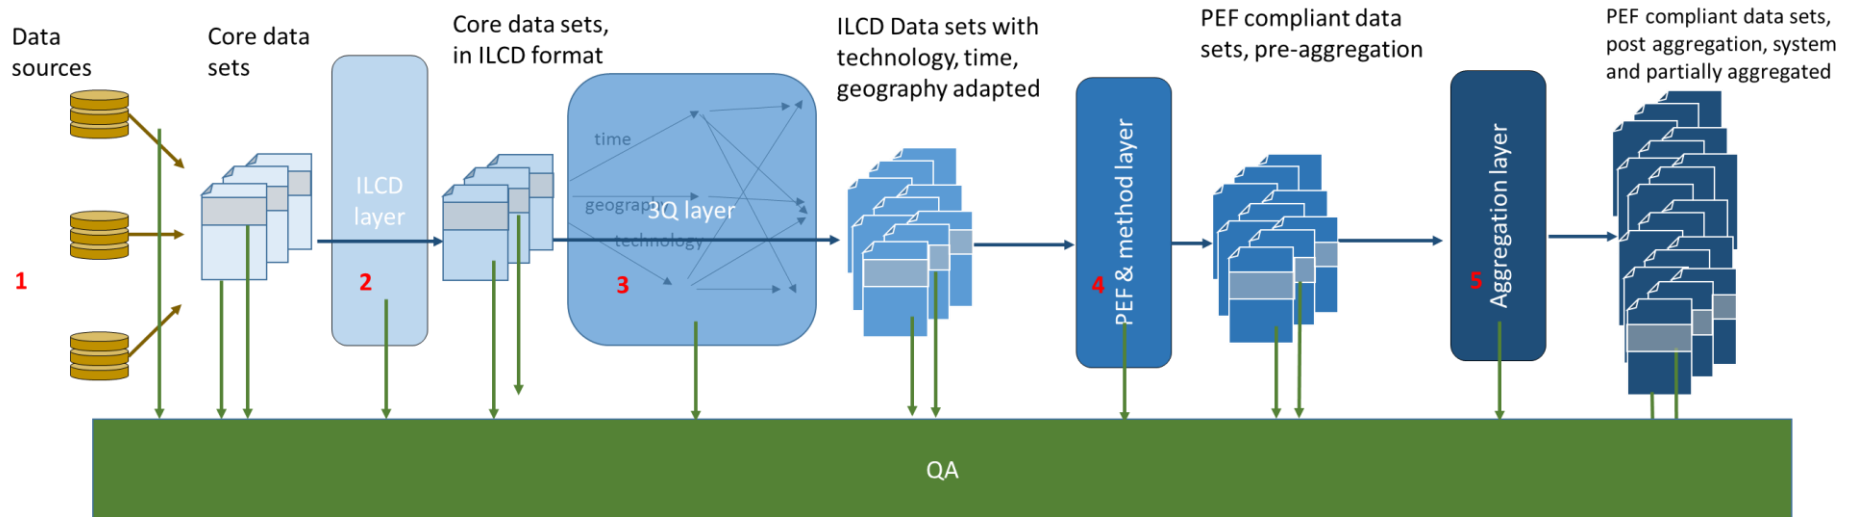 Data
sources
Core data
sets
Core data sets,
in ILCD format
ILCD Data sets with
technology, time,
geography adapted
PEF compliant data
sets, pre-aggregation
PEF compliant data sets,
post aggregation, system
and partially aggregated
1
ILCD
layer
2
time
geography
3Q layer
technology
3
PEF & method layer
4
Aggregation layer
5
QA